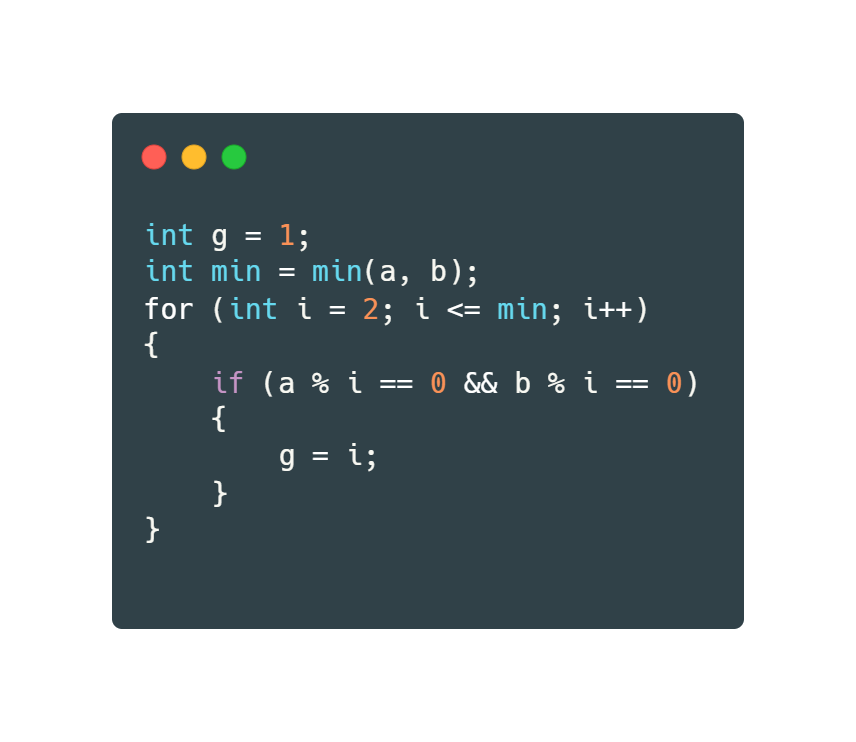 int g = 1;
int min = min(a, b);
for (int i = 2; i <= min; i++)
{
    if (a % i == 0 && b % i == 0)
    {
        g = i;
    }
}